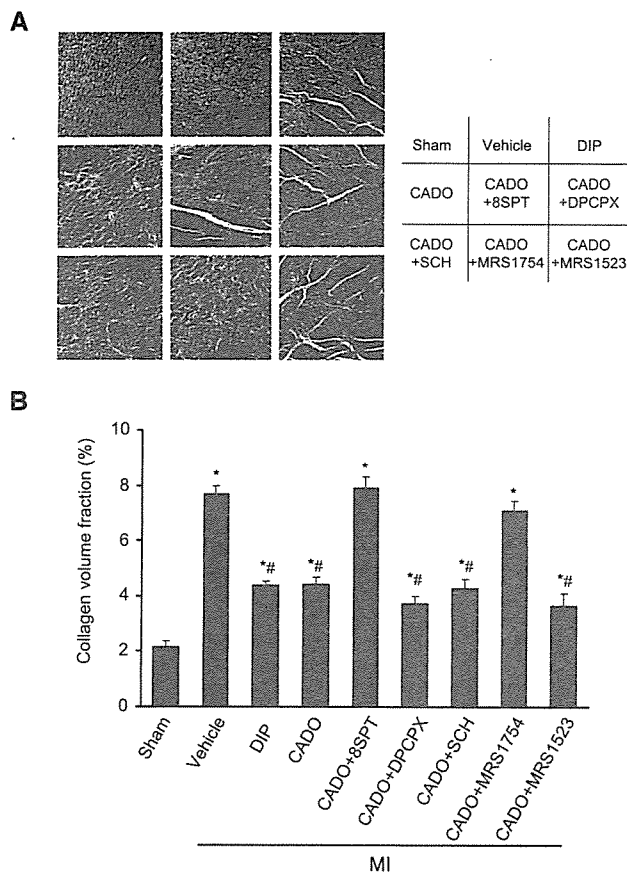 A
Sham Vehicle DIP
CADO CADO +8SPT CADO +DPCPX
CADO +SCH CADO +MRS1754 CADO +MRS1523
B
Collagen volume fraction (%)
10
8
6
4
2
0
*
*#
*#
*
*#
*#
*
*#
Sham
Vehicle
DIP
CADO
CADO+8SPT
CADO+DPCPX
CADO+SCH
CADO+MRS1754
CADO+MRS1523
MI